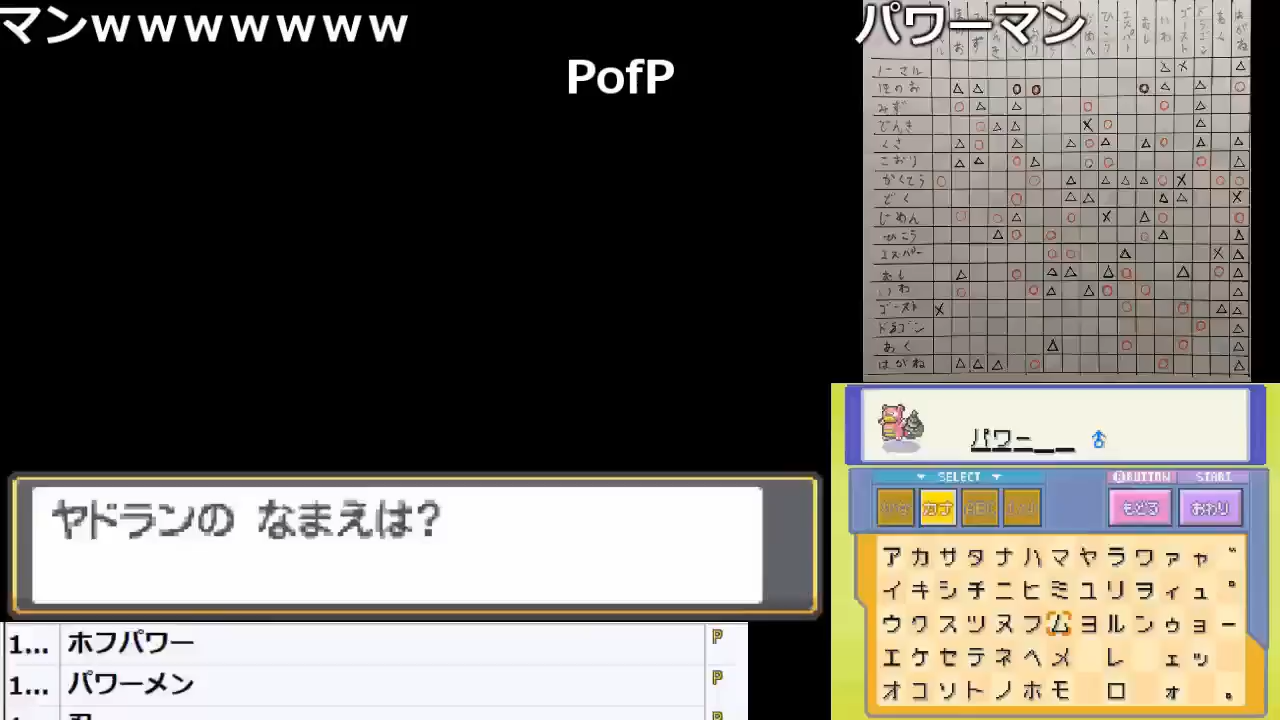 マンwwwwwwww
パワーマン
PofP
ノーマル
ほのお
みず
でんき
くさ
こおり
かくとう
どく
じめん
ひこう
エスパー
むし
いわ
ゴースト
ドラゴン
あく
はがね
パワー__
♂
SELECT
BUTTON
START
カナ
ABC
もどる
おわり
ヤドランの なまえは?
アカサタナハマヤラワァャ゛
イキシチニヒミユリヲィュ゜
ウクスツヌフムヨルンゥョー
エケセテネヘメ レ ェッ
オコソトノホモ ロ ォ 。
1... ホフパワー P
1... パワーメン P